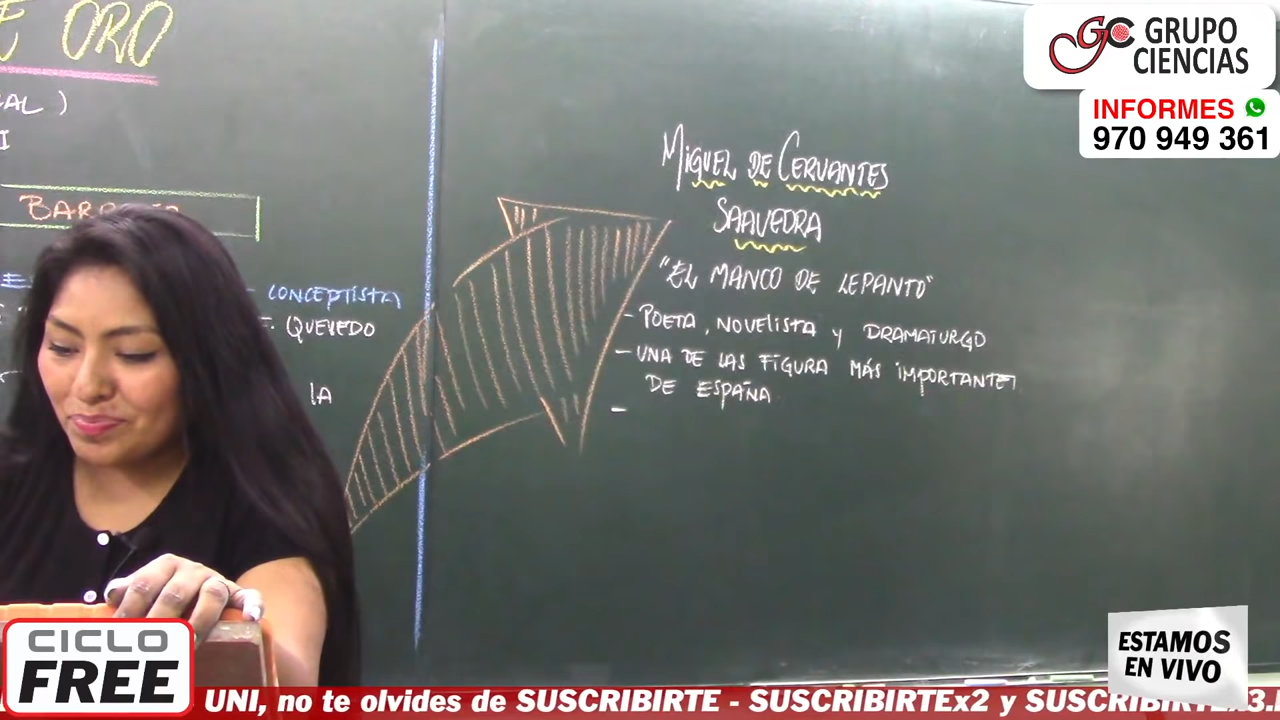 E ORO
AL )
I
BARROCO
CONCEPTISTA
F. QUEVEDO
LA
MIGUEL DE CERVANTES
SAAVEDRA
"EL MANCO DE LEPANTO"
- POETA, NOVELISTA Y DRAMATURGO
- UNA DE LAS FIGURA MÁS IMPORTANTES
DE ESPAÑA
-
GC GRUPO
CIENCIAS
INFORMES
970 949 361
CICLO
FREE
ESTAMOS
EN VIVO
UNI, no te olvides de SUSCRIBIRTE - SUSCRIBIRTEx2 y SUSCRIBIRTEx3.